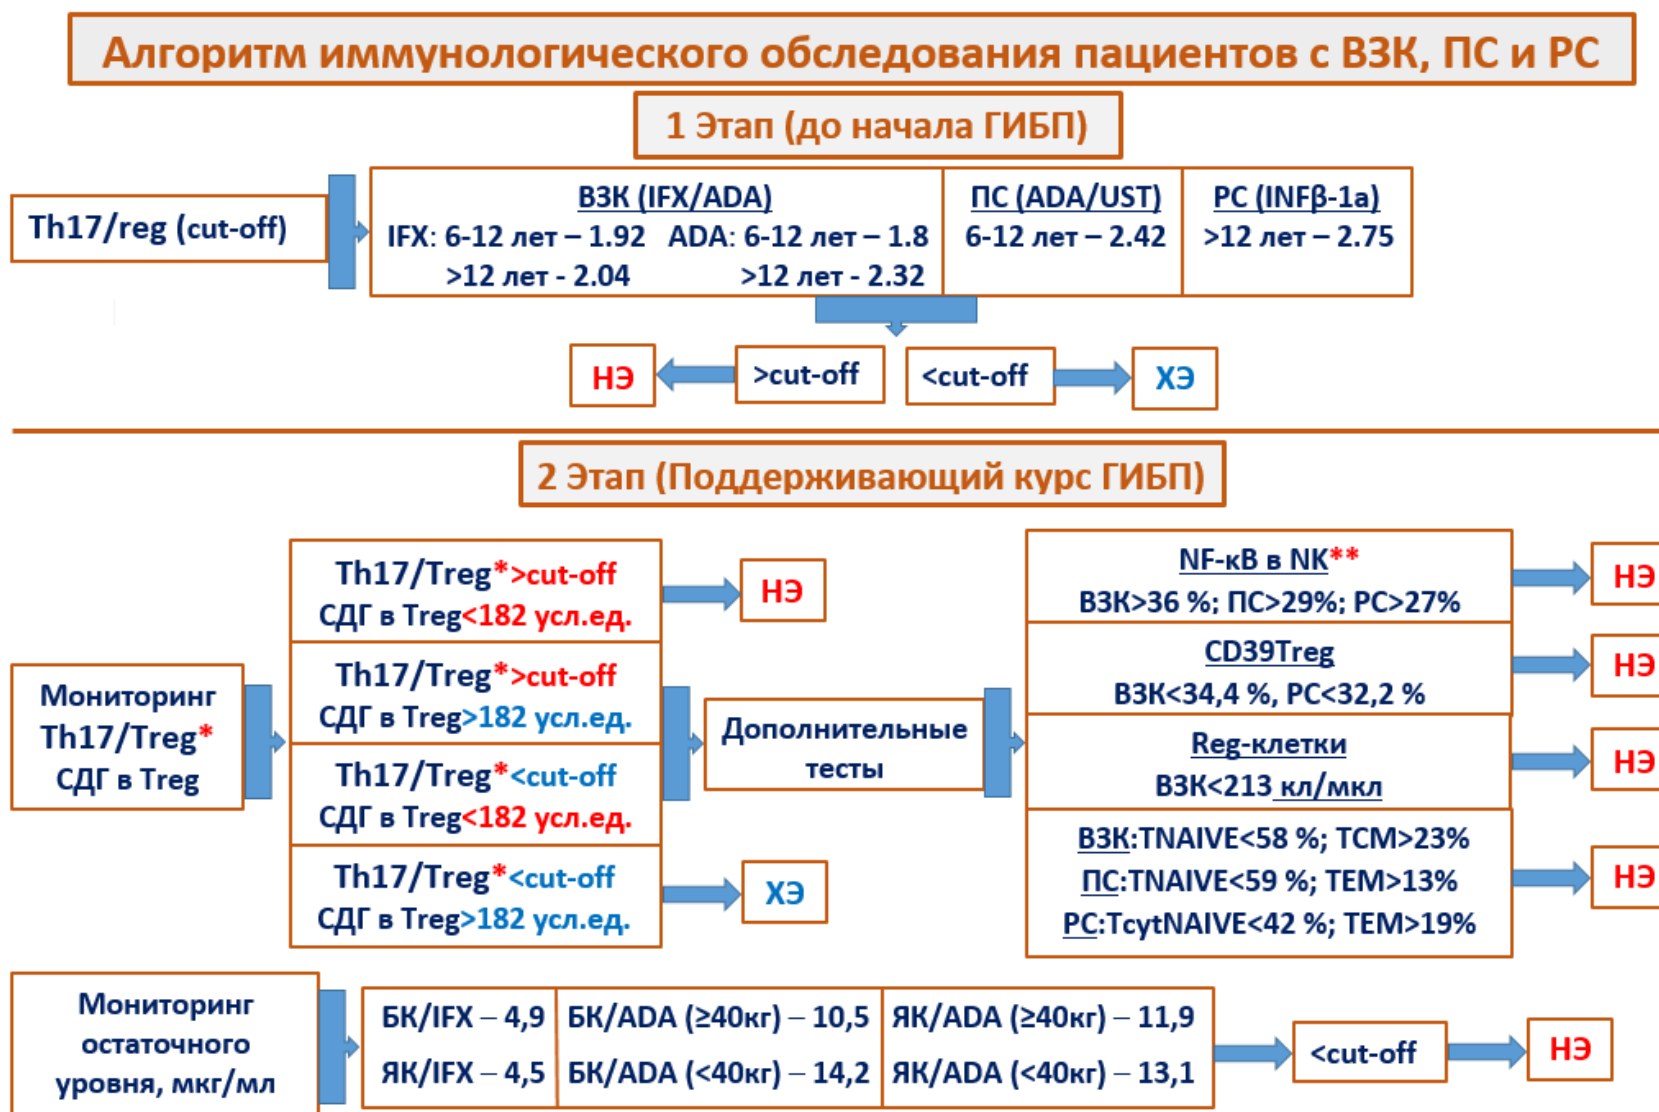 Алгоритм иммунологического обследования пациентов с ВЗК, ПС и РС
1 Этап (до начала ГИБП)
Th17/reg (cut-off)
ВЗК (IFX/ADA)
IFX: 6-12 лет – 1.92 ADA: 6-12 лет – 1.8
>12 лет - 2.04 >12 лет - 2.32
ПС (ADA/UST)
6-12 лет – 2.42
РС (INFβ-1a)
>12 лет – 2.75
НЭ
>cut-off
<cut-off
ХЭ
2 Этап (Поддерживающий курс ГИБП)
Мониторинг
Th17/Treg*
СДГ в Treg
Th17/Treg*>cut-off
СДГ в Treg<182 усл.ед.
НЭ
Th17/Treg*>cut-off
СДГ в Treg>182 усл.ед.
Th17/Treg*<cut-off
СДГ в Treg<182 усл.ед.
Th17/Treg*<cut-off
СДГ в Treg>182 усл.ед.
ХЭ
Дополнительные
тесты
NF-кВ в NK**
ВЗК>36 %; ПС>29%; РС>27%
НЭ
CD39Treg
ВЗК<34,4 %, РС<32,2 %
НЭ
Reg-клетки
ВЗК<213 кл/мкл
НЭ
ВЗК:TNAIVE<58 %; TCM>23%
ПС:TNAIVE<59 %; TEM>13%
РС:TcytNAIVE<42 %; TEM>19%
НЭ
Мониторинг
остаточного
уровня, мкг/мл
БК/IFX – 4,9
ЯК/IFX – 4,5
БК/ADA (≥40кг) – 10,5
БК/ADA (<40кг) – 14,2
ЯК/ADA (≥40кг) – 11,9
ЯК/ADA (<40кг) – 13,1
<cut-off
НЭ